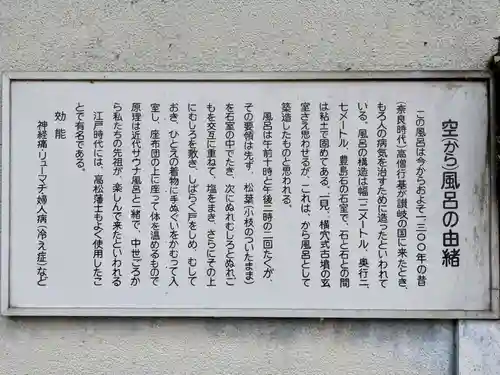 空(から)風呂の由緒
この風呂は今からおよそ一三〇〇年の昔
(奈良時代)高僧行基が讃岐の国に来たとき、
もろ人の病気を治すために造ったといわれて
いる。風呂の構造は幅一二メートル、奥行二、
七メートル、豊島石の石室で、石と石との間
は粘土で固めてある。一見、横穴式古墳の玄
室さえ思わせるが、これは、から風呂として
築造したものと思われる。
風呂は午前十時と午後二時の二回たくが、
その要領は先ず、松葉(小枝のついたまま)
を石室の中でたき、次にぬれむしろとぬれご
もを交互に重ねて、塩をまき、さらにその上
にむしろを敷き、しばらく戸をしめ、むして
おき、ひとえの着物に手ぬぐいをかむって入
室し、座布団の上に座って体を温めるもので
原理は近代サウナ風呂と一緒で、中世ごろか
ら私たちの先祖が、楽しんで来たといわれる
江戸時代には、高松藩士もよく使用したこ
とで有名である。
効能
神経痛・リューマチ・婦人病(冷え症)など